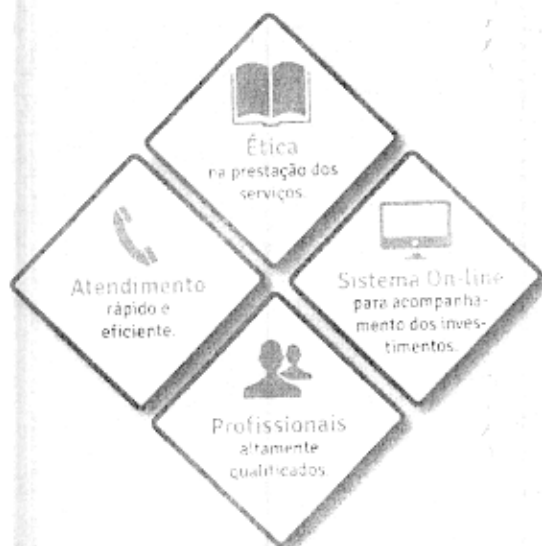 Ética
na prestação dos
serviços.
Atendimento
rápido e
eficiente.
Sistema On-line
para acompanha-
mento dos inves-
timentos.
Profissionais
altamente
qualificados.